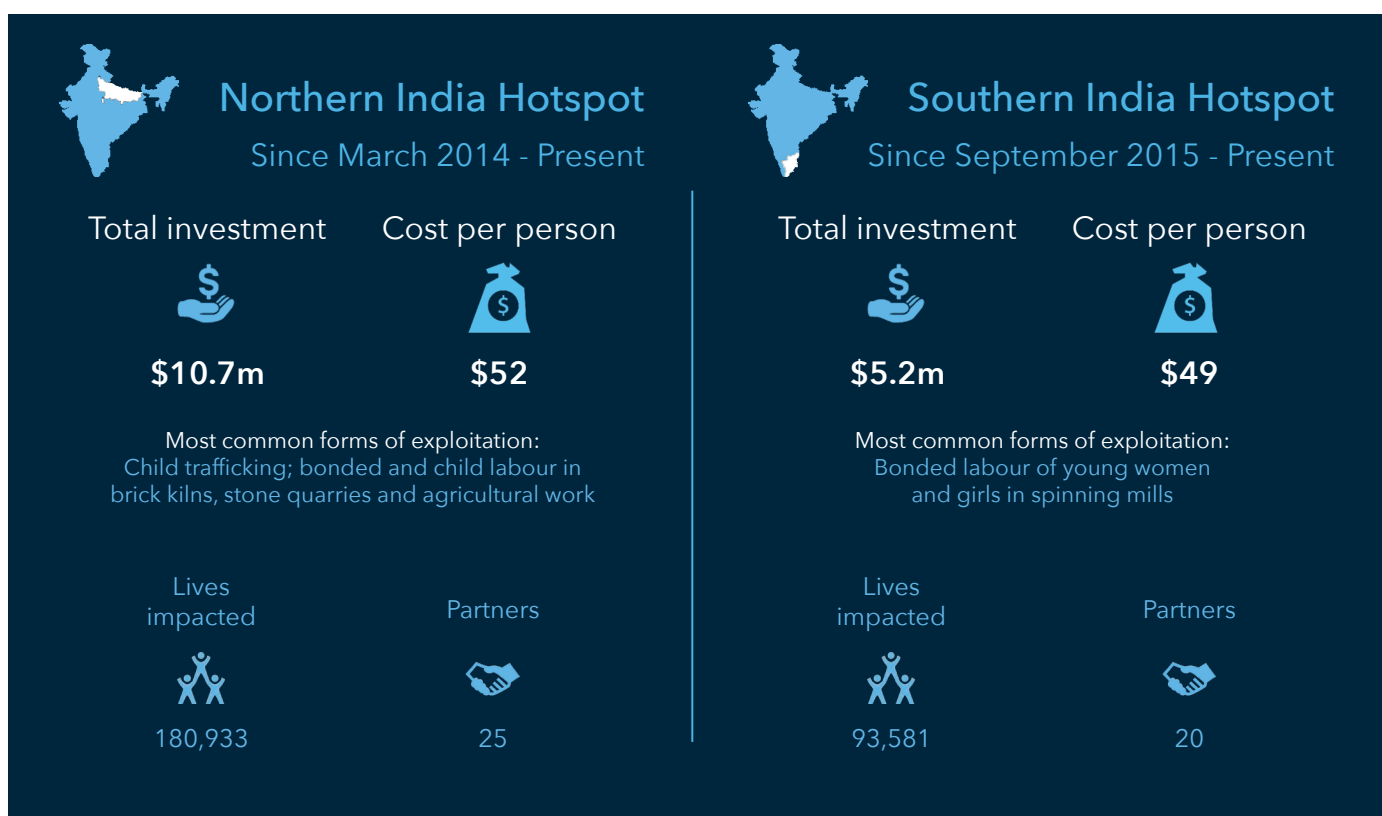 Northern India Hotspot
Since March 2014 - Present
Total investment
Cost per person
$
$
$10.7m
$52
Most common forms of exploitation:
Child trafficking; bonded and child labour in
brick kilns, stone quarries and agricultural work
Lives
impacted
Partners
180,933
25
Southern India Hotspot
Since September 2015 - Present
Total investment
Cost per person
$
$
$5.2m
$49
Most common forms of exploitation:
Bonded labour of young women
and girls in spinning mills
Lives
impacted
Partners
93,581
20